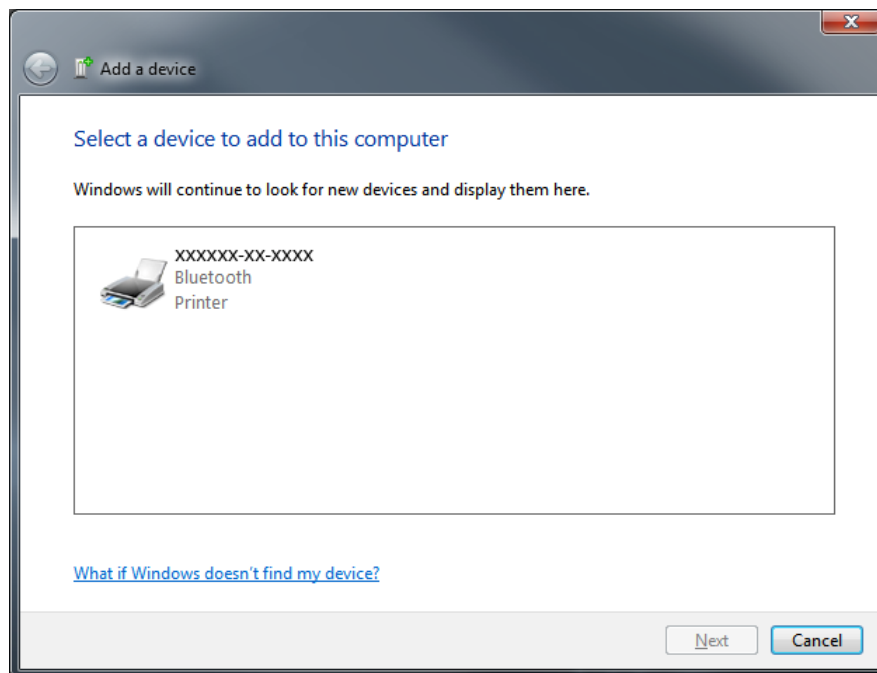 Add a device
Select a device to add to this computer
Windows will continue to look for new devices and display them here.
XXXXXX-XX-XXXX
Bluetooth
Printer
What if Windows doesn't find my device?
Next
Cancel